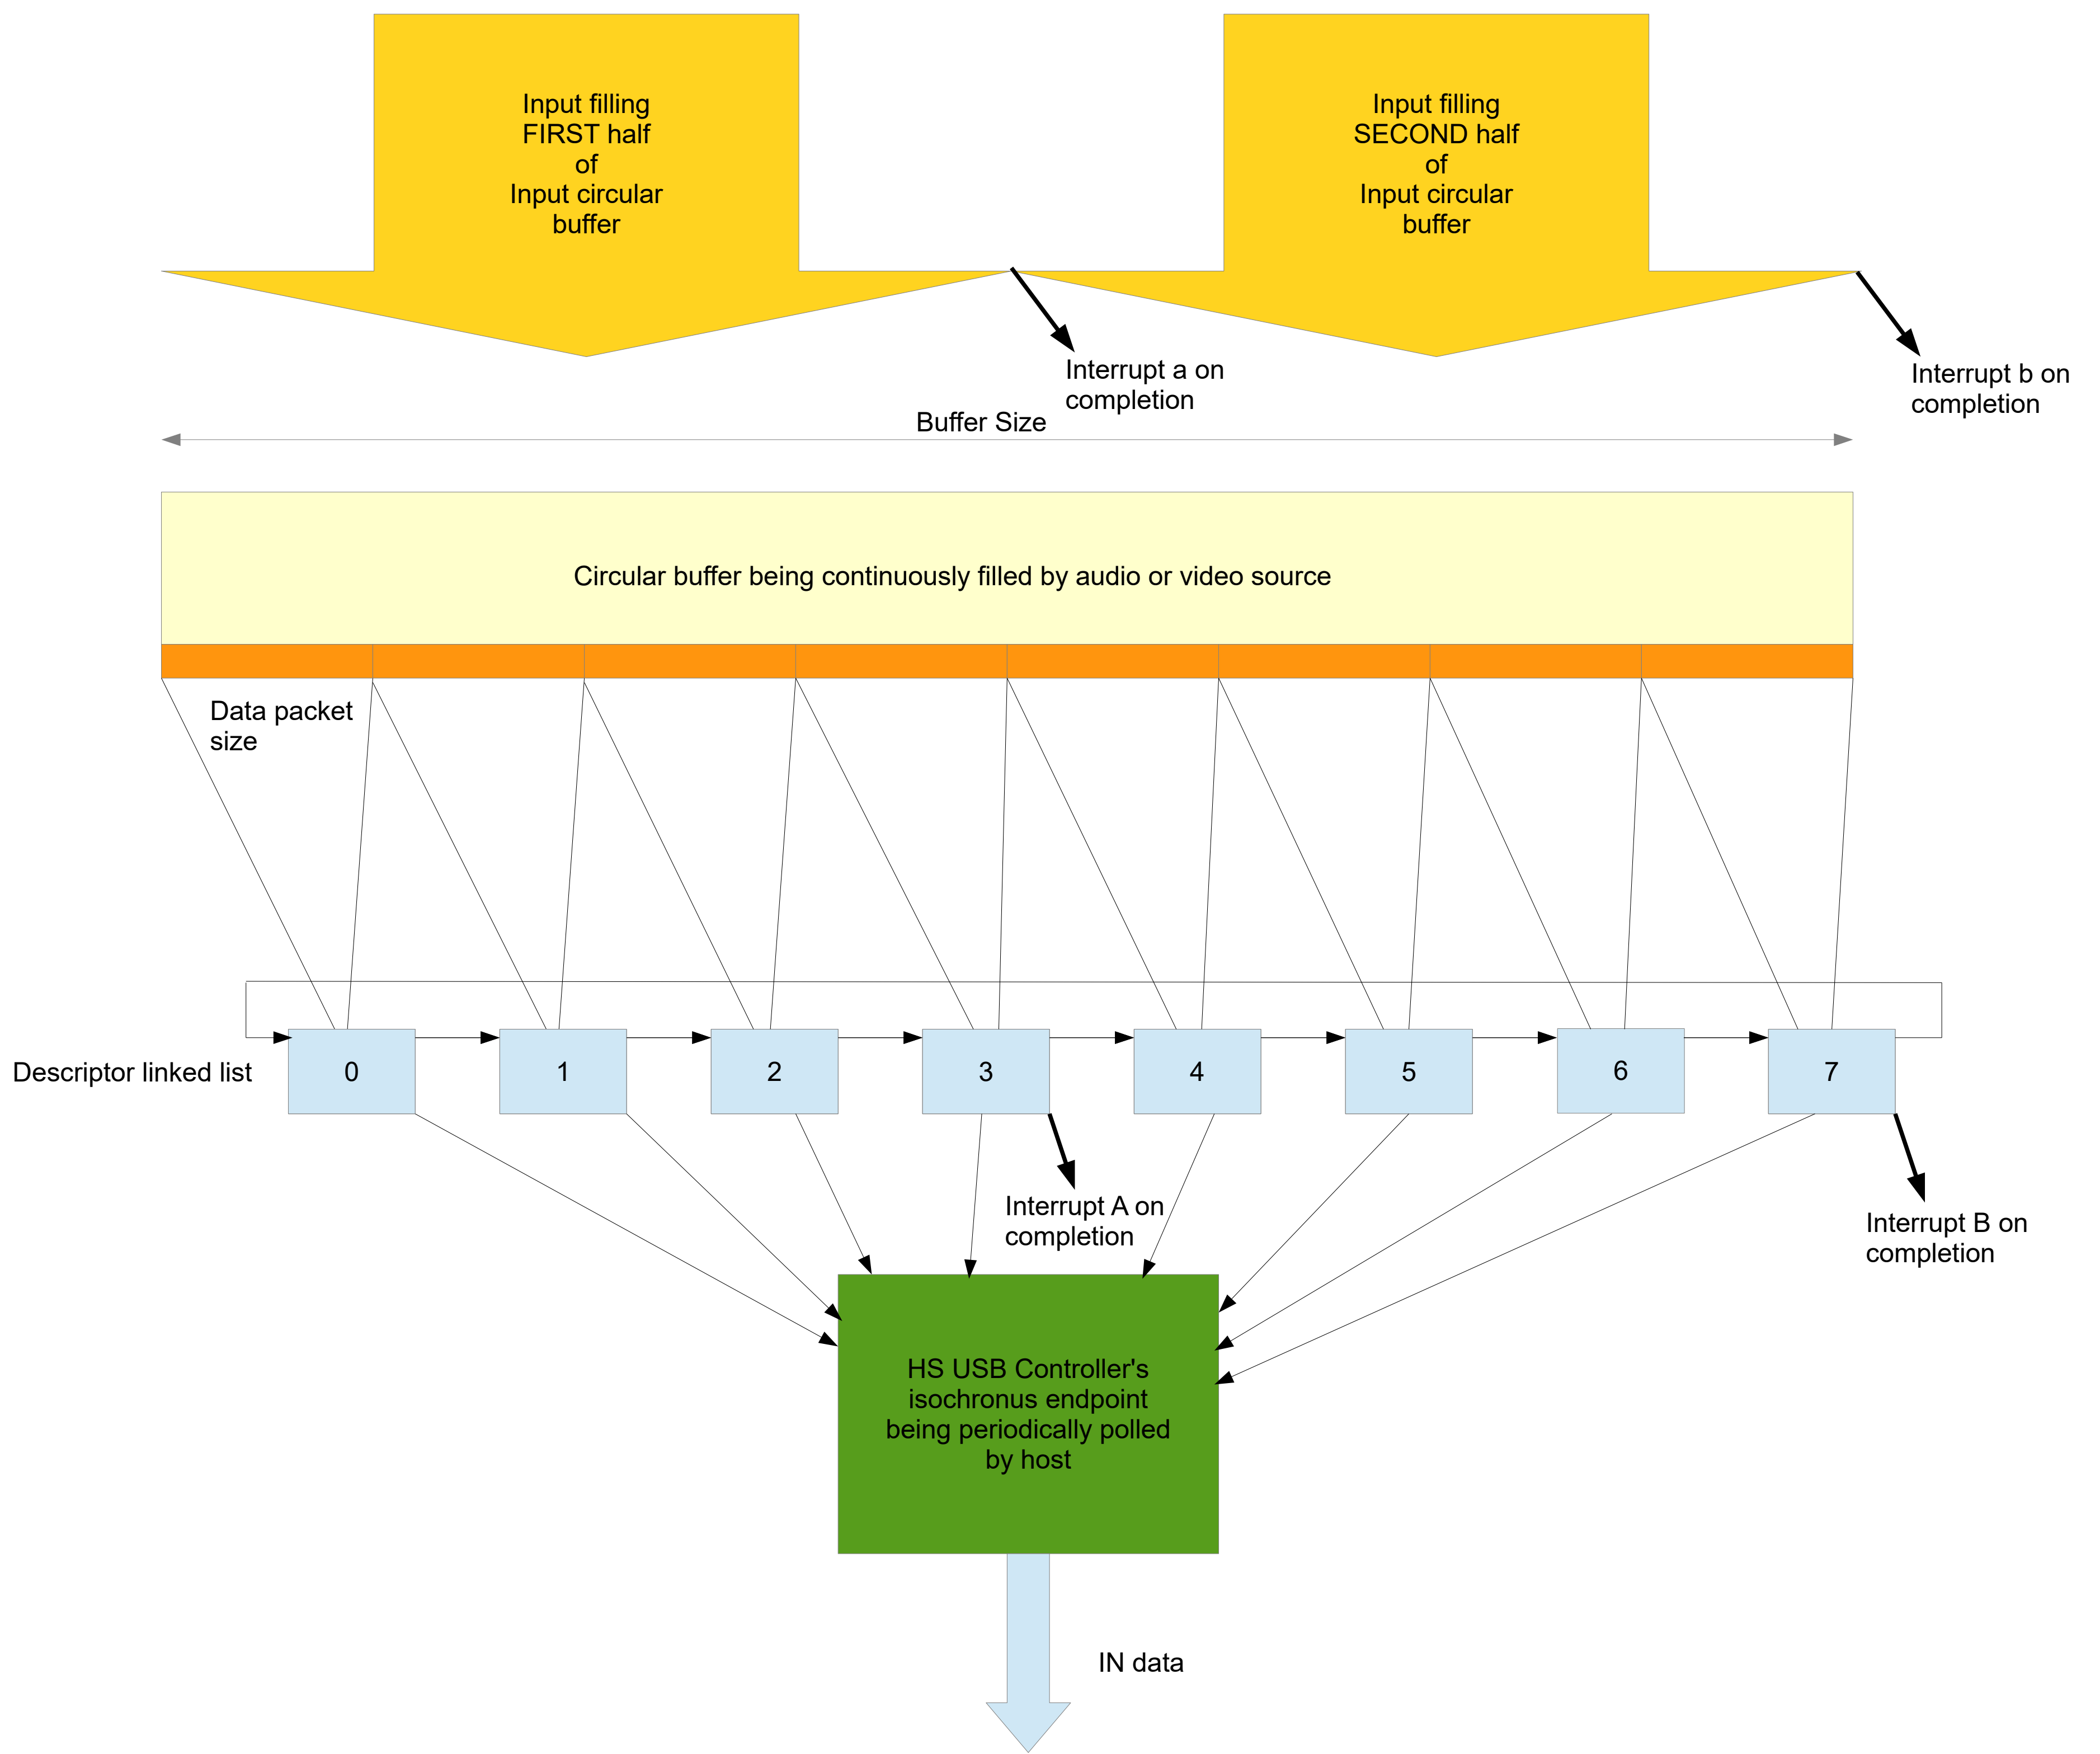 Input filling
FIRST half
of
Input circular
buffer
Input filling
SECOND half
of
Input circular
buffer
Interrupt a on
completion
Interrupt b on
completion
Buffer Size
Circular buffer being continuously filled by audio or video source
Data packet
size
Descriptor linked list
0
1
2
3
4
5
6
7
Interrupt A on
completion
Interrupt B on
completion
HS USB Controller's
isochronus endpoint
being periodically polled
by host
IN data